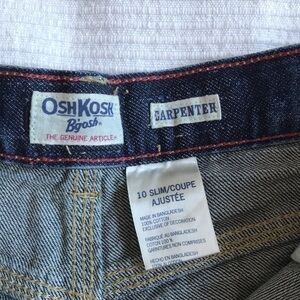 OSHKOSH
B'gosh®
THE GENUINE ARTICLE®
CARPENTER
10 SLIM/COUPE
AJUSTÉE
MADE IN BANGLADESH
100% COTTON
EXCLUSIVE OF DECORATION
FABRIQUÉ AU BANGLADESH
COTON 100 %
GARNITURES NON COMPRISES
HECHO EN BANGLADESH